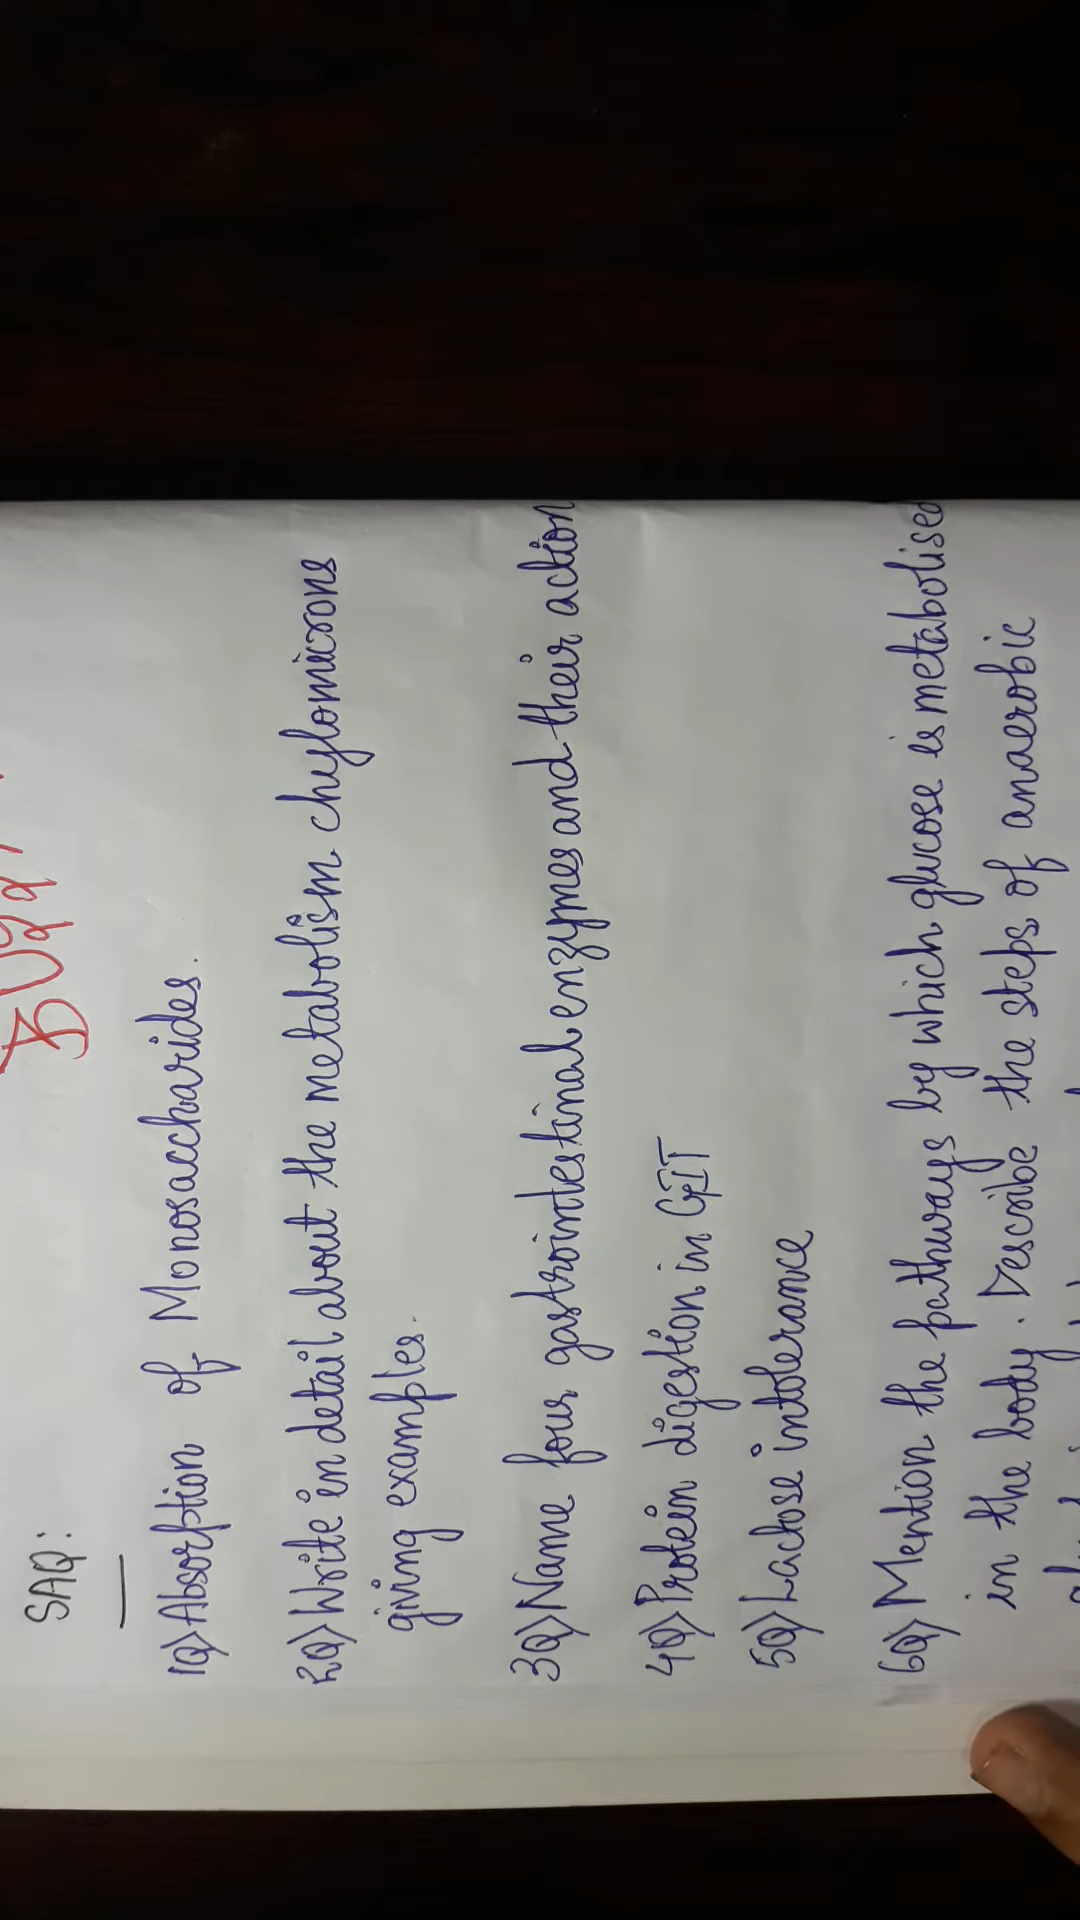 SAQ:
1Q> Absorption of Monosaccharides.
2Q> Write in detail about the metabolism chylomicrons
giving examples.
3Q> Name four gastrointestinal enzymes and their action
4Q> Protein digestion in GIT
5Q> Lactose intolerance
6Q> Mention the pathways by which glucose is metabolised
in the body. Describe the steps of anaerobic